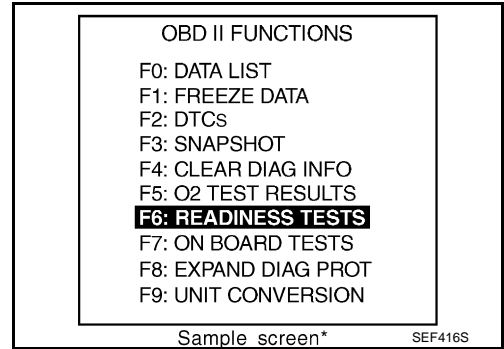 OBD II FUNCTIONS
F0: DATA LIST
F1: FREEZE DATA
F2: DTCs
F3: SNAPSHOT
F4: CLEAR DIAG INFO
F5: O2 TEST RESULTS
F6: READINESS TESTS
F7: ON BOARD TESTS
F8: EXPAND DIAG PROT
F9: UNIT CONVERSION
Sample screen* SEF416S